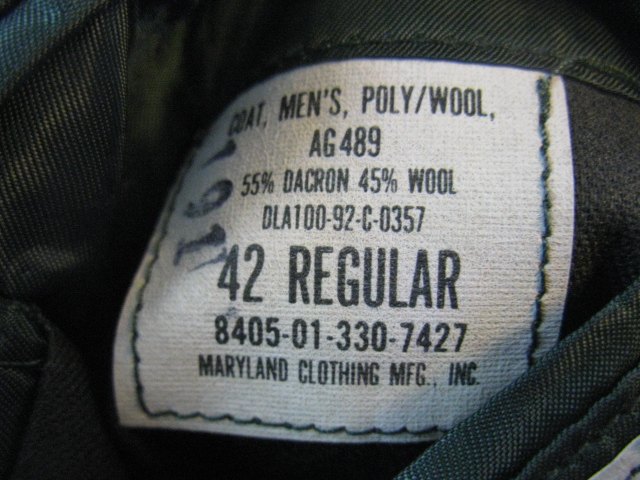 COAT, MEN'S, POLY/WOOL,
AG489
55% DACRON 45% WOOL
DLA100-92-C-0357
42 REGULAR
8405-01-330-7427
MARYLAND CLOTHING MFG., INC.